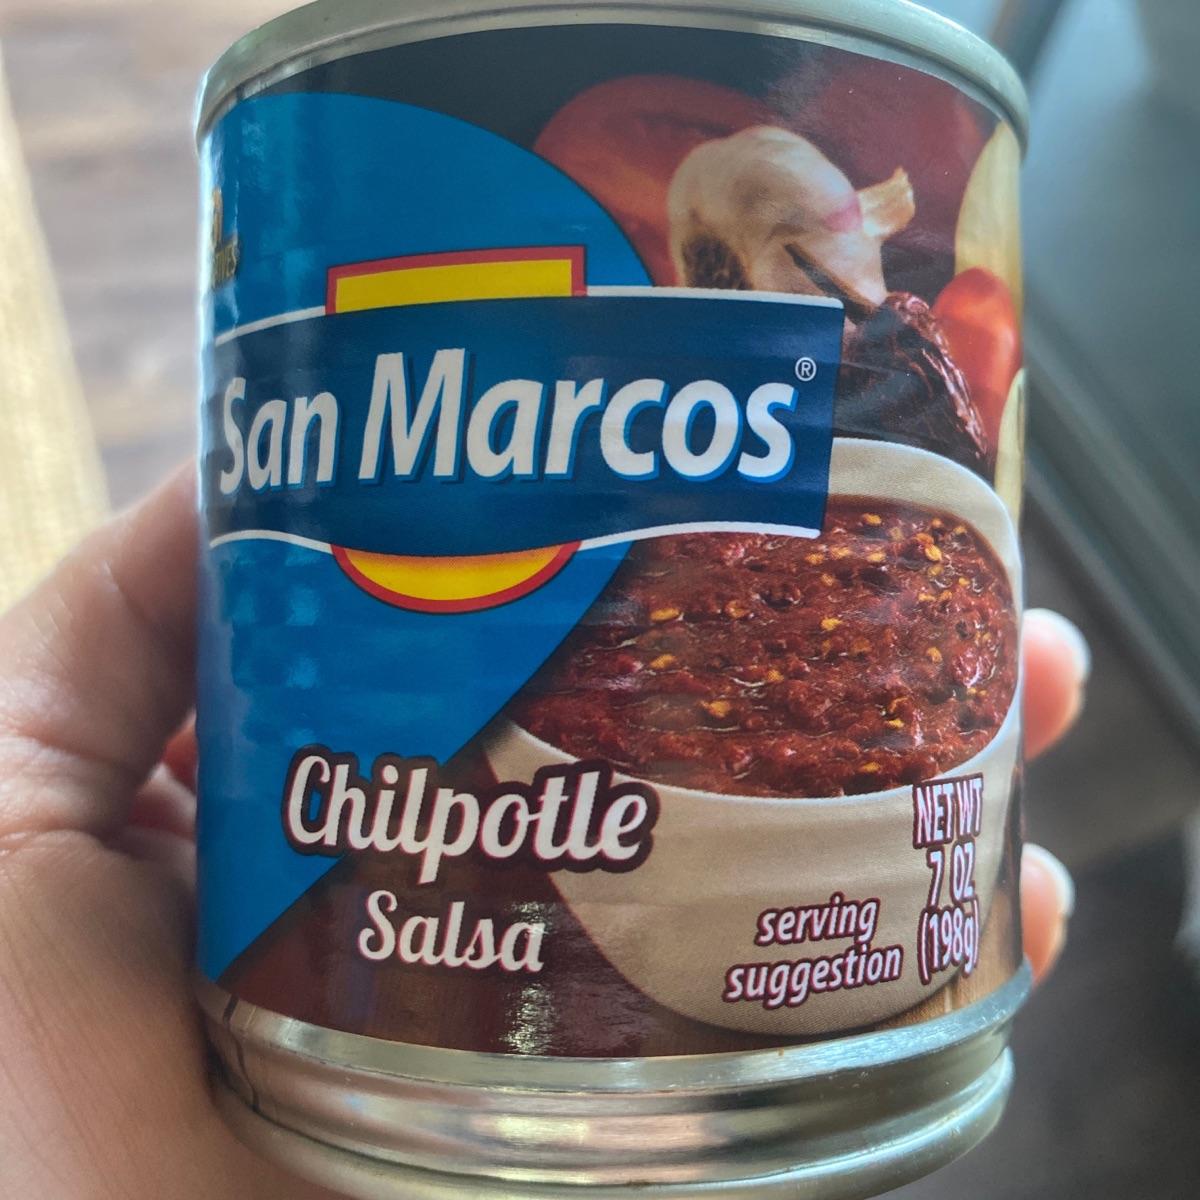 San Marcos®
Chilpotle
Salsa
NET WT
7 OZ
(198g)
serving
suggestion